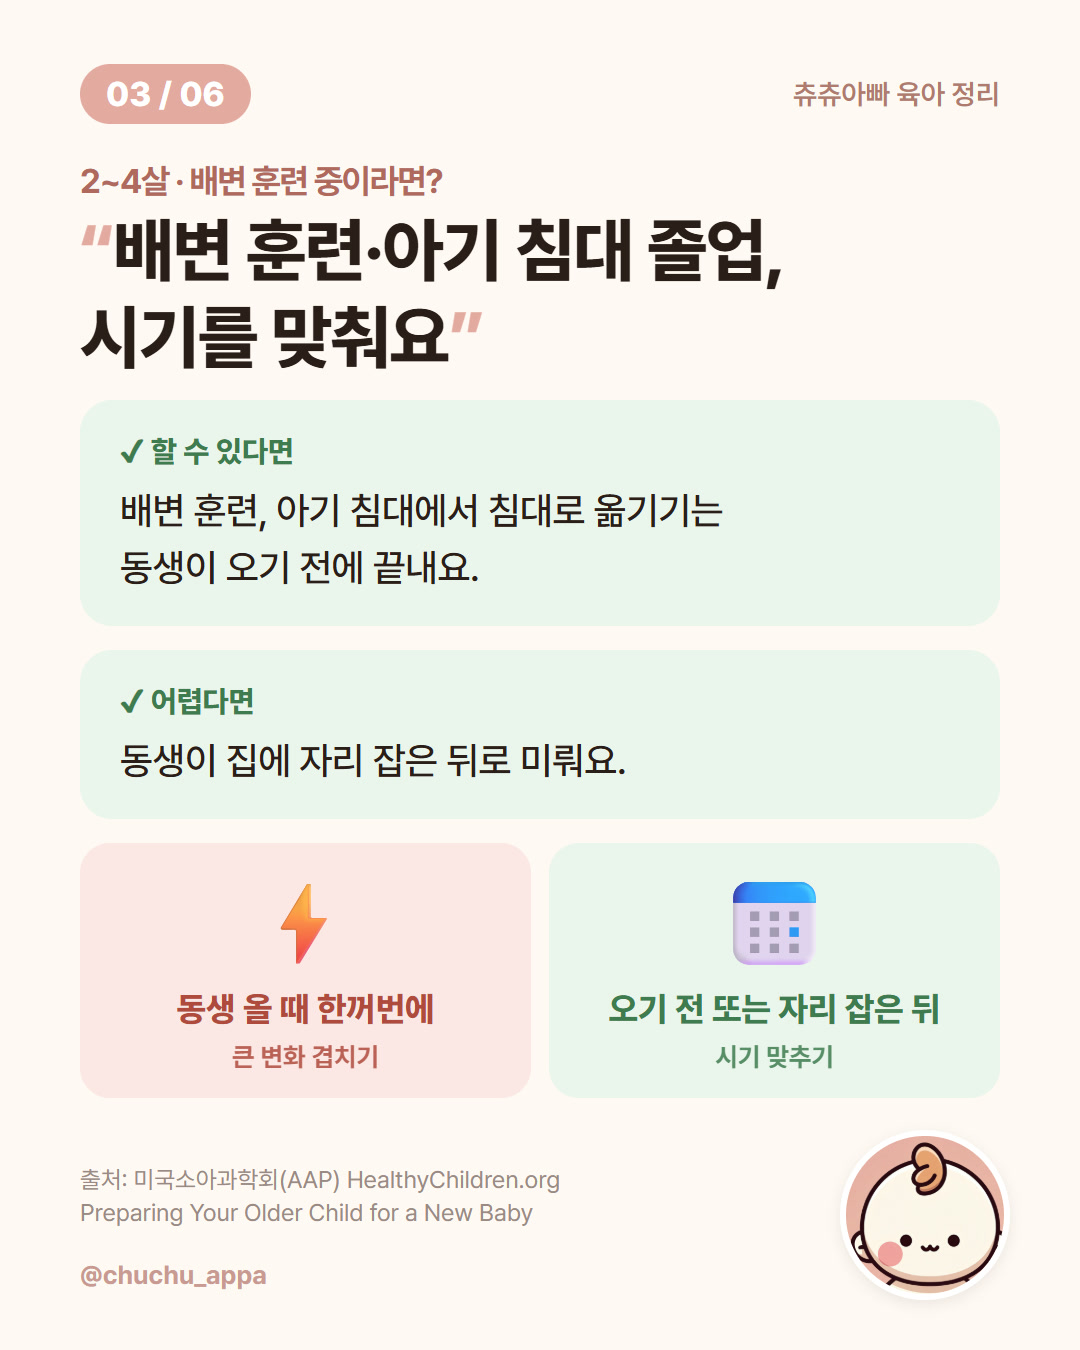 03 / 06
츄츄아빠 육아 정리
2~4살 · 배변 훈련 중이라면?
“배변 훈련·아기 침대 졸업,
시기를 맞춰요”
✓ 할 수 있다면
배변 훈련, 아기 침대에서 침대로 옮기기는
동생이 오기 전에 끝내요.
✓ 어렵다면
동생이 집에 자리 잡은 뒤로 미뤄요.
동생 올 때 한꺼번에
큰 변화 겹치기
오기 전 또는 자리 잡은 뒤
시기 맞추기
출처: 미국소아과학회(AAP) HealthyChildren.org
Preparing Your Older Child for a New Baby
@chuchu_appa